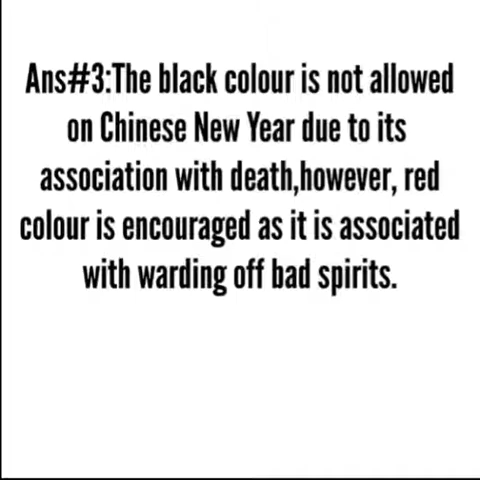 Ans#3:The black colour is not allowed
on Chinese New Year due to its
association with death,however, red
colour is encouraged as it is associated
with warding off bad spirits.